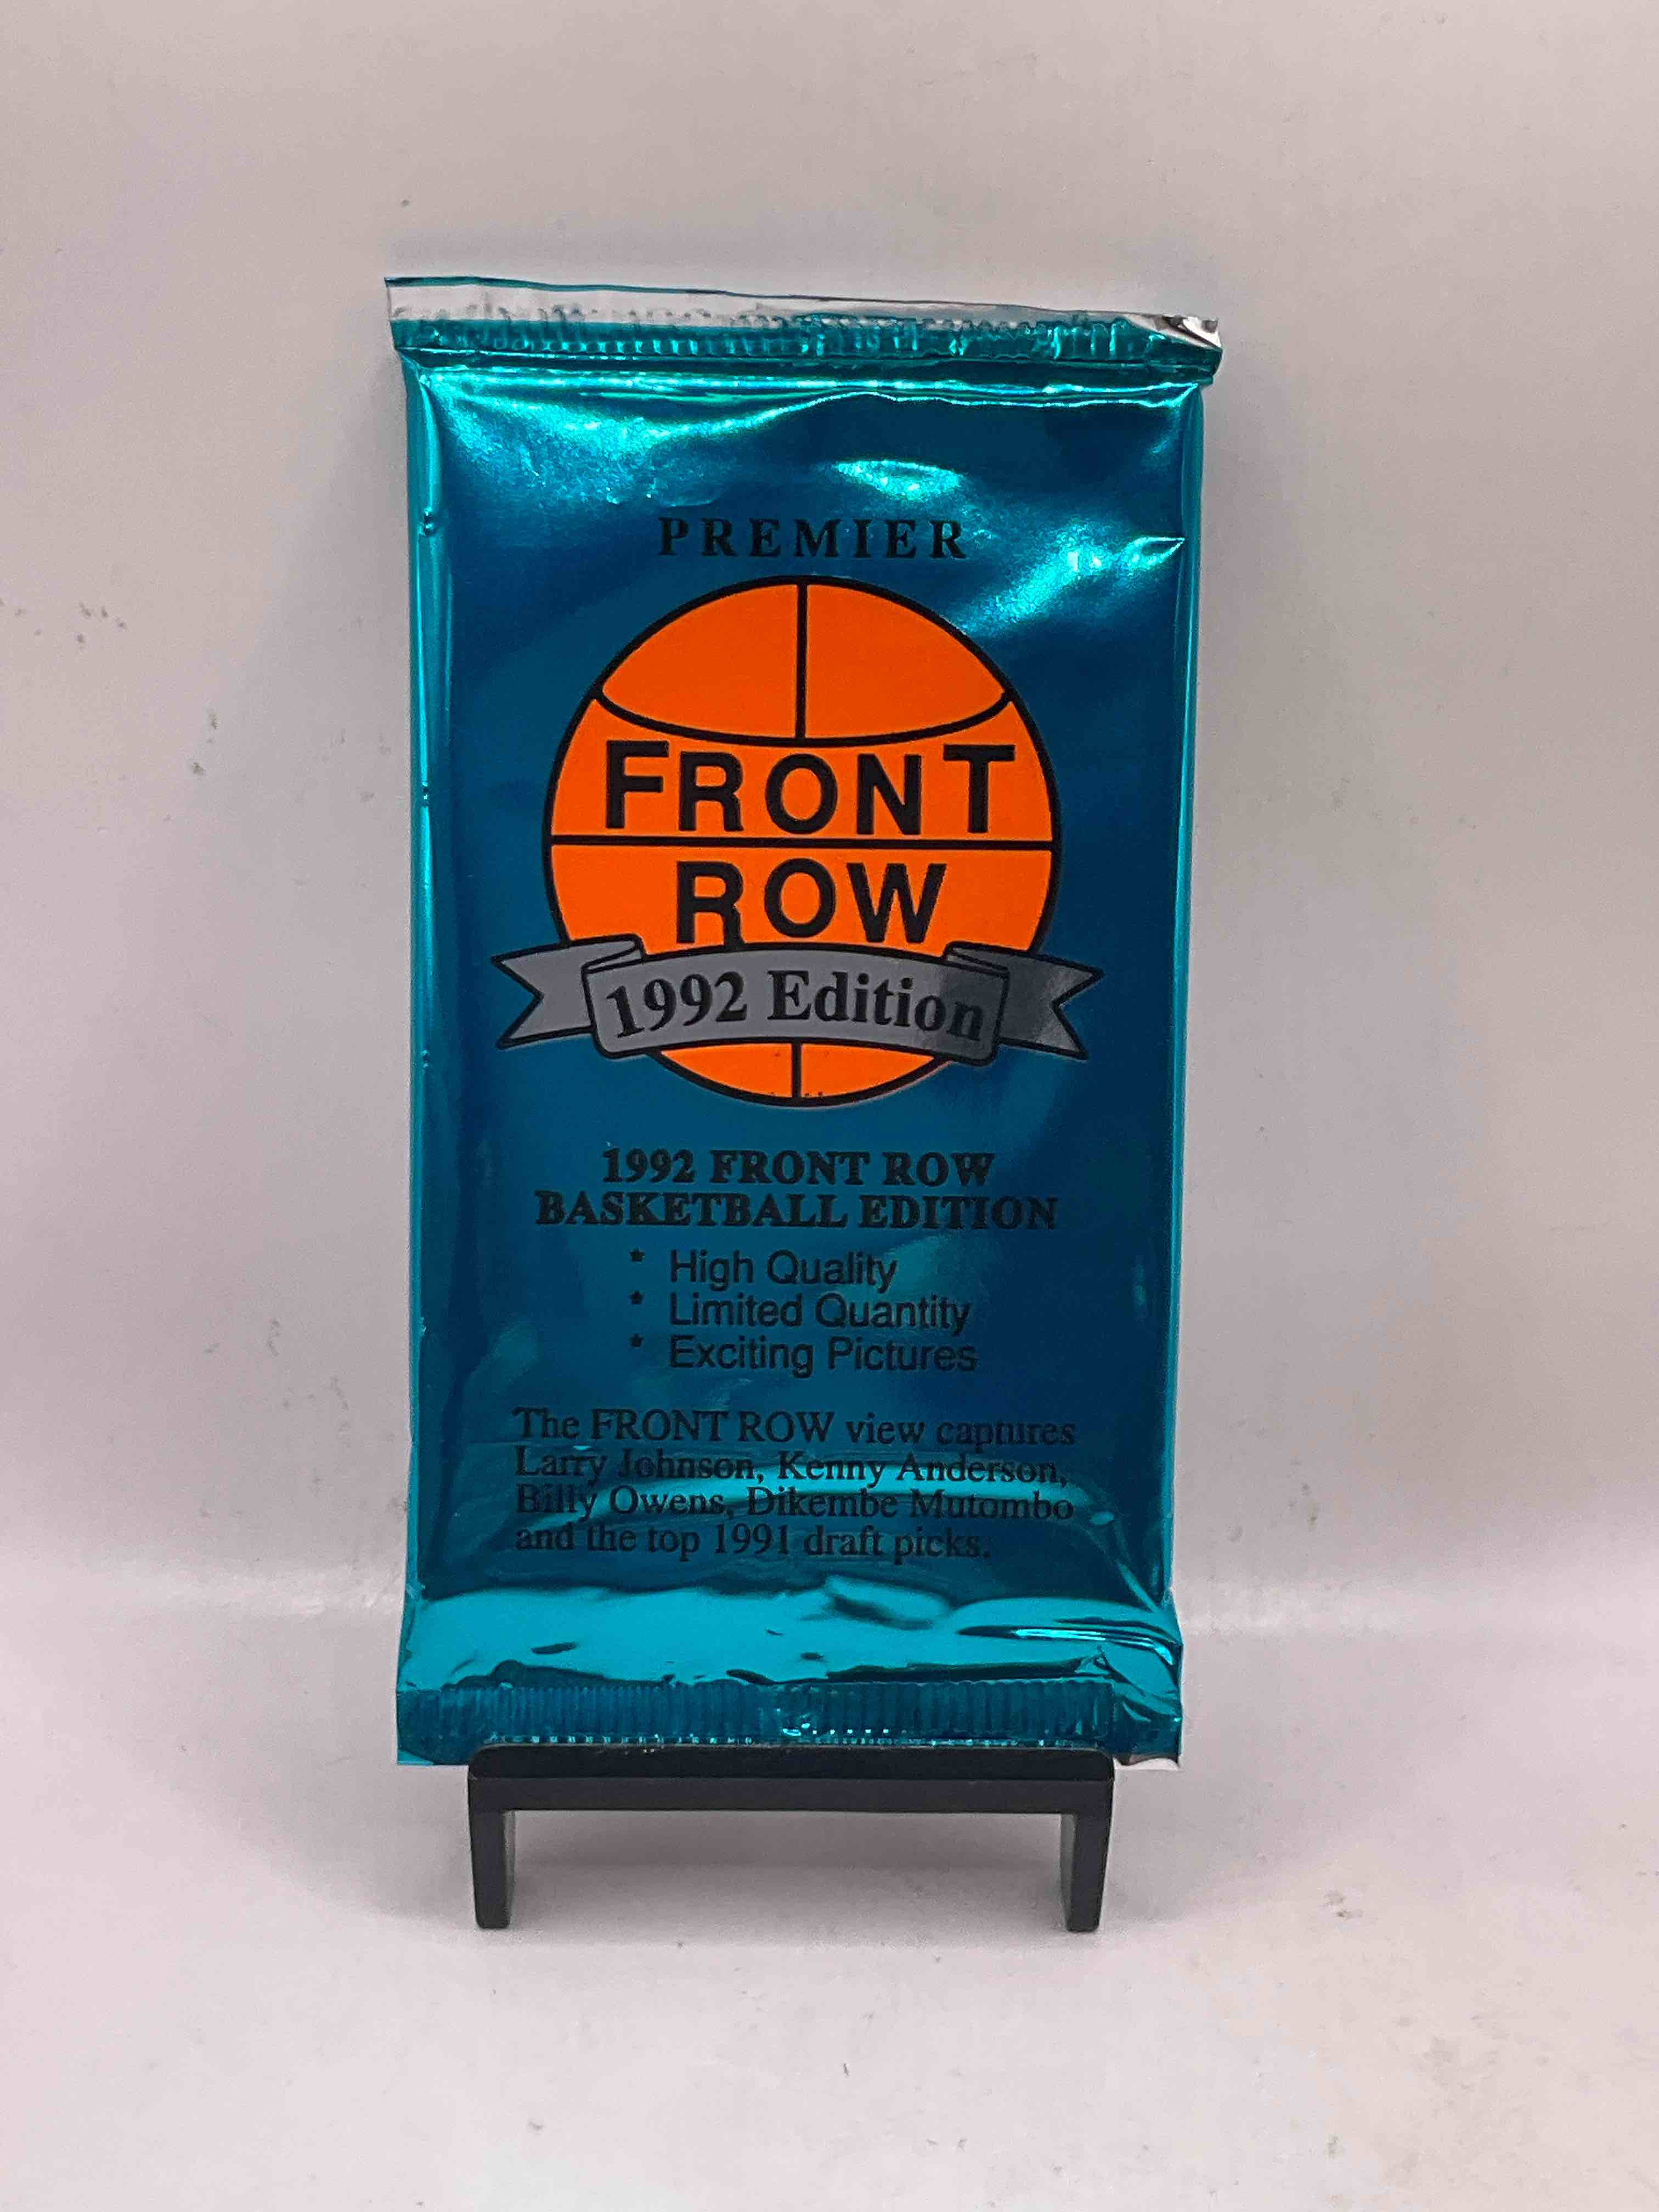 PREMIER
FRONT
ROW
1992 Edition
1992 FRONT ROW
BASKETBALL EDITION
* High Quality
* Limited Quantity
* Exciting Pictures
The FRONT ROW view captures
Larry Johnson, Kenny Anderson,
Billy Owens, Dikembe Mutombo
and the top 1991 draft picks.